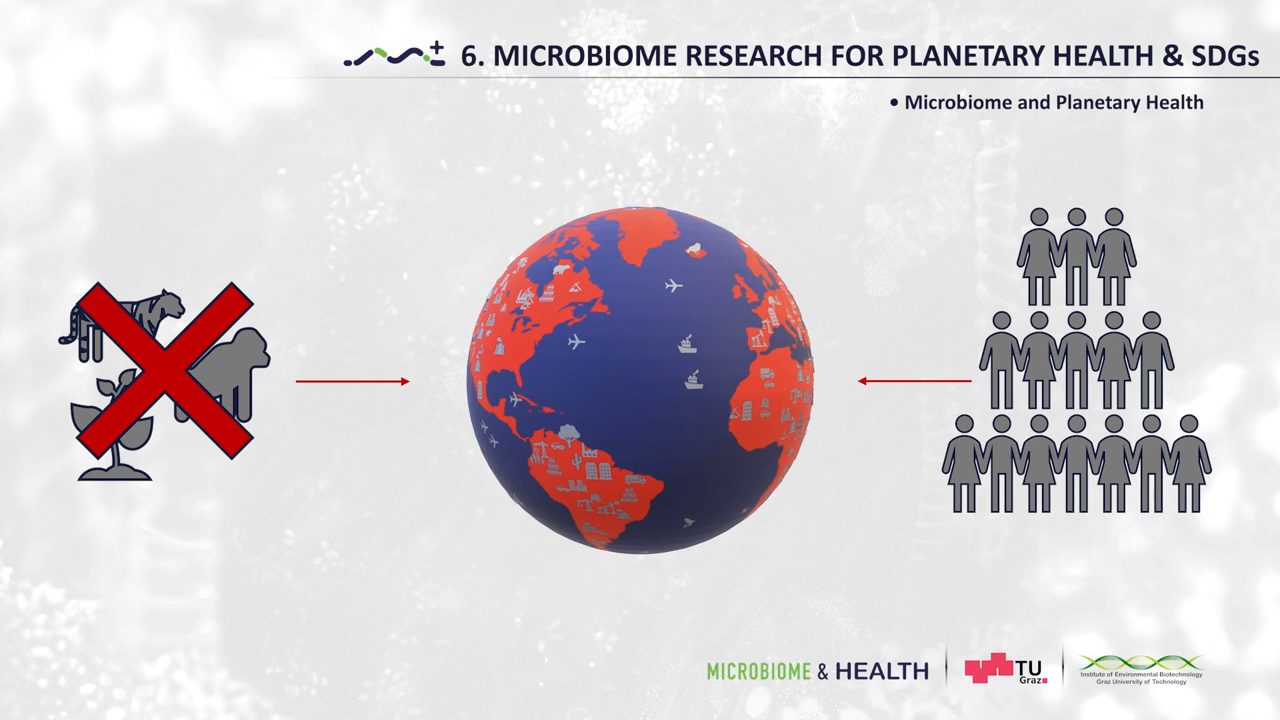 6. MICROBIOME RESEARCH FOR PLANETARY HEALTH & SDGs
• Microbiome and Planetary Health
MICROBIOME & HEALTH
TU
Graz
Institute of Environmental Biotechnology
Graz University of Technology